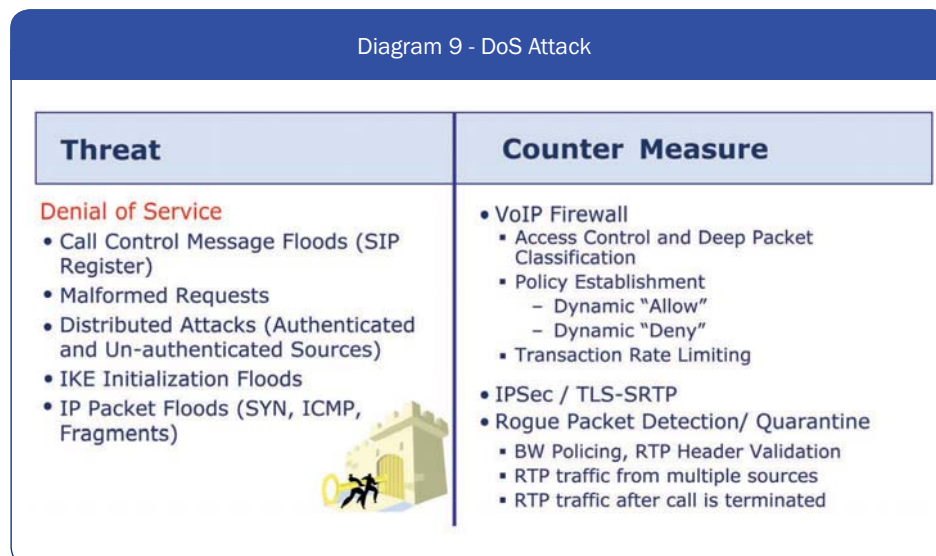 Diagram 9 - DoS Attack
Threat
Denial of Service
• Call Control Message Floods (SIP
Register)
• Malformed Requests
• Distributed Attacks (Authenticated
and Un-authenticated Sources)
• IKE Initialization Floods
• IP Packet Floods (SYN, ICMP,
Fragments)
Counter Measure
• VoIP Firewall
▪ Access Control and Deep Packet
Classification
▪ Policy Establishment
– Dynamic “Allow”
– Dynamic “Deny”
▪ Transaction Rate Limiting
• IPSec / TLS-SRTP
• Rogue Packet Detection/ Quarantine
▪ BW Policing, RTP Header Validation
▪ RTP traffic from multiple sources
▪ RTP traffic after call is terminated